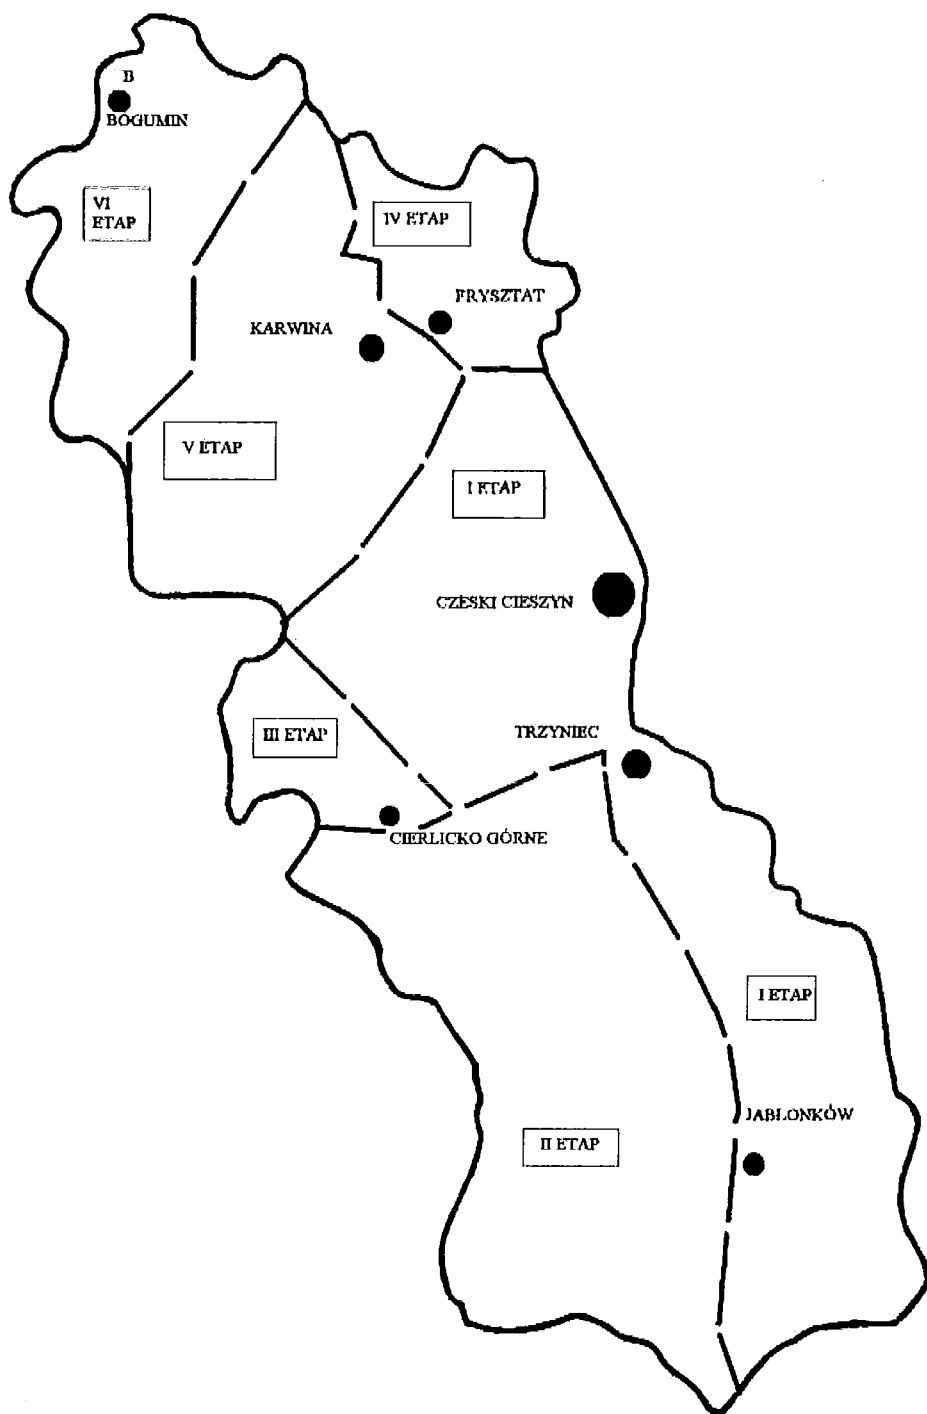 B
BOGUMIN
VI
ETAP
IV ETAP
FRYSZTAT
KARWINA
V ETAP
I ETAP
CZESKI CIESZYN
III ETAP
TRZYNIEC
CIERLICKO GÓRNE
I ETAP
JABLONKÓW
II ETAP